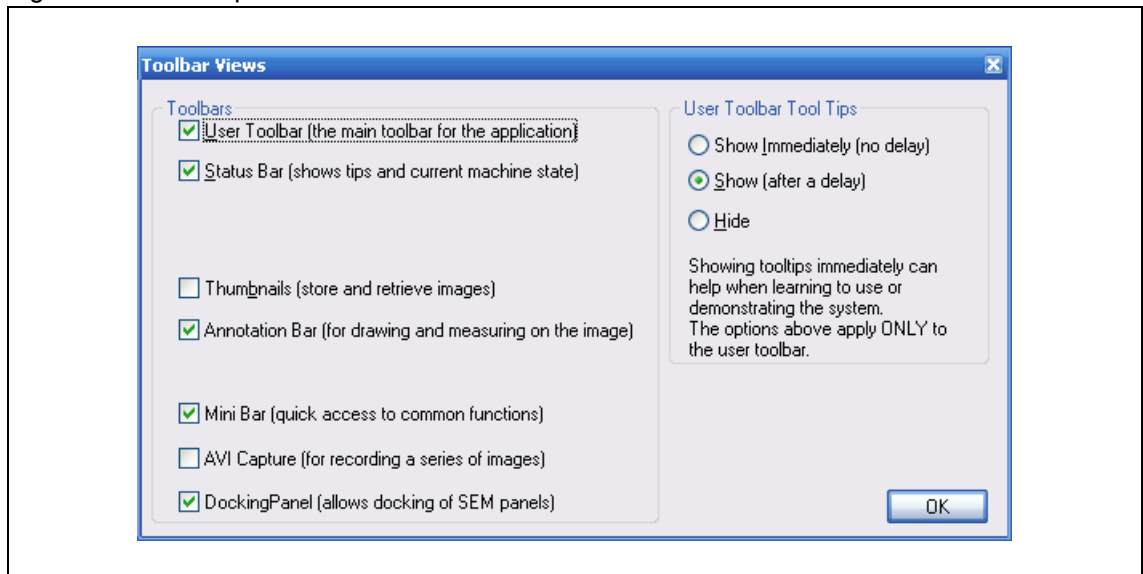 Toolbar Views
Toolbars
User Toolbar (the main toolbar for the application)
Status Bar (shows tips and current machine state)
Thumbnails (store and retrieve images)
Annotation Bar (for drawing and measuring on the image)
Mini Bar (quick access to common functions)
AVI Capture (for recording a series of images)
DockingPanel (allows docking of SEM panels)
User Toolbar Tool Tips
Show Immediately (no delay)
Show (after a delay)
Hide
Showing tooltips immediately can
help when learning to use or
demonstrating the system.
The options above apply ONLY to
the user toolbar.
OK